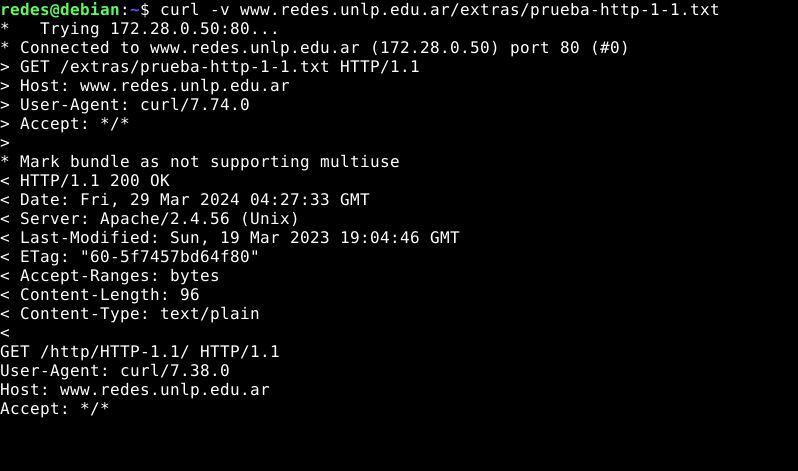 redes@debian:~$ curl -v www.redes.unlp.edu.ar/extras/prueba-http-1-1.txt
*   Trying 172.28.0.50:80...
* Connected to www.redes.unlp.edu.ar (172.28.0.50) port 80 (#0)
> GET /extras/prueba-http-1-1.txt HTTP/1.1
> Host: www.redes.unlp.edu.ar
> User-Agent: curl/7.74.0
> Accept: */*
>
* Mark bundle as not supporting multiuse
< HTTP/1.1 200 OK
< Date: Fri, 29 Mar 2024 04:27:33 GMT
< Server: Apache/2.4.56 (Unix)
< Last-Modified: Sun, 19 Mar 2023 19:04:46 GMT
< ETag: "60-5f7457bd64f80"
< Accept-Ranges: bytes
< Content-Length: 96
< Content-Type: text/plain
<
GET /http/HTTP-1.1/ HTTP/1.1
User-Agent: curl/7.38.0
Host: www.redes.unlp.edu.ar
Accept: */*